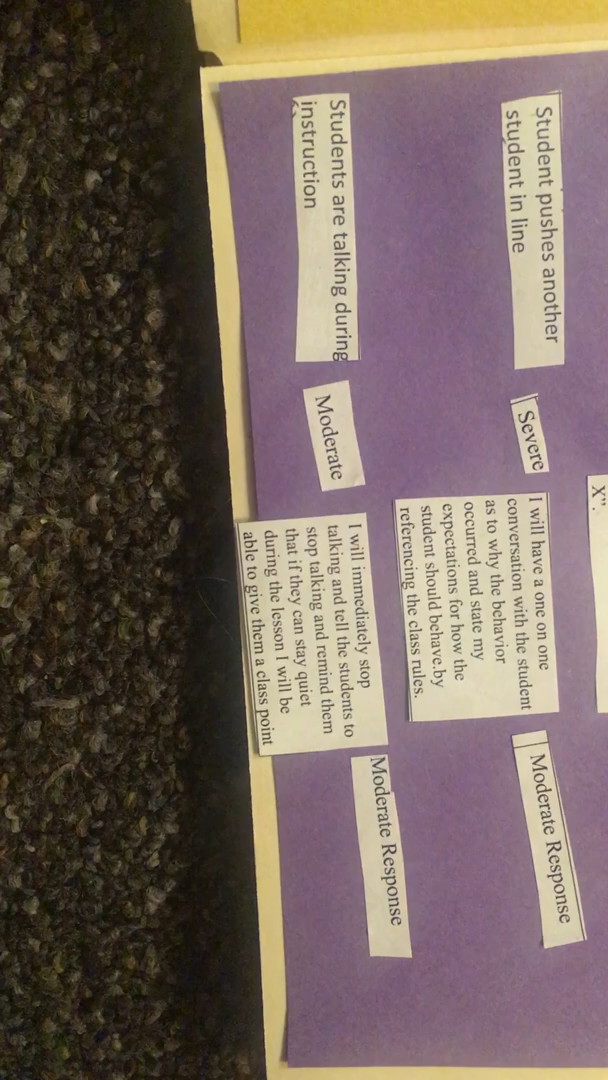 X”.
Student pushes another
student in line
Severe
I will have a one on one
conversation with the student
as to why the behavior
occurred and state my
expectations for how the
student should behave.by
referencing the class rules.
Moderate Response
Students are talking during
instruction
Moderate
I will immediately stop
talking and tell the students to
stop talking and remind them
that if they can stay quiet
during the lesson I will be
able to give them a class point
Moderate Response